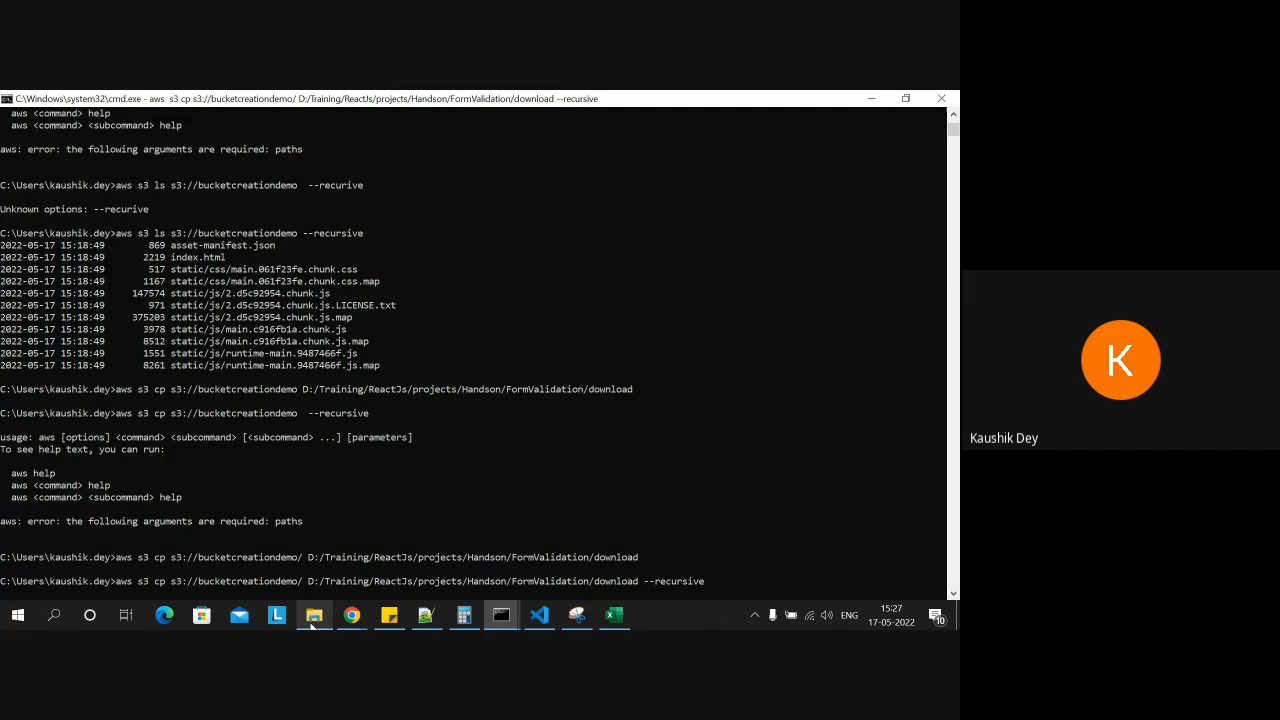 C:\Windows\system32\cmd.exe - aws  s3 cp s3://bucketcreationdemo/ D:/Training/ReactJs/projects/Handson/FormValidation/download --recursive
aws <command> help
aws <command> <subcommand> help
aws: error: the following arguments are required: paths
C:\Users\kaushik.dey>aws s3 ls s3://bucketcreationdemo  --recurive
Unknown options: --recurive
C:\Users\kaushik.dey>aws s3 ls s3://bucketcreationdemo --recursive
2022-05-17 15:18:49        869 asset-manifest.json
2022-05-17 15:18:49       2219 index.html
2022-05-17 15:18:49        517 static/css/main.061f23fe.chunk.css
2022-05-17 15:18:49       1167 static/css/main.061f23fe.chunk.css.map
2022-05-17 15:18:49     147574 static/js/2.d5c92954.chunk.js
2022-05-17 15:18:49        971 static/js/2.d5c92954.chunk.js.LICENSE.txt
2022-05-17 15:18:49     375203 static/js/2.d5c92954.chunk.js.map
2022-05-17 15:18:49       3978 static/js/main.c916fb1a.chunk.js
2022-05-17 15:18:49       8512 static/js/main.c916fb1a.chunk.js.map
2022-05-17 15:18:49       1551 static/js/runtime-main.9487466f.js
2022-05-17 15:18:49       8261 static/js/runtime-main.9487466f.js.map
C:\Users\kaushik.dey>aws s3 cp s3://bucketcreationdemo D:/Training/ReactJs/projects/Handson/FormValidation/download
C:\Users\kaushik.dey>aws s3 cp s3://bucketcreationdemo  --recursive
usage: aws [options] <command> <subcommand> [<subcommand> ...] [parameters]
To see help text, you can run:
aws help
aws <command> help
aws <command> <subcommand> help
aws: error: the following arguments are required: paths
C:\Users\kaushik.dey>aws s3 cp s3://bucketcreationdemo/ D:/Training/ReactJs/projects/Handson/FormValidation/download
C:\Users\kaushik.dey>aws s3 cp s3://bucketcreationdemo/ D:/Training/ReactJs/projects/Handson/FormValidation/download --recursive
L
ENG
15:27
17-05-2022
10
K
Kaushik Dey